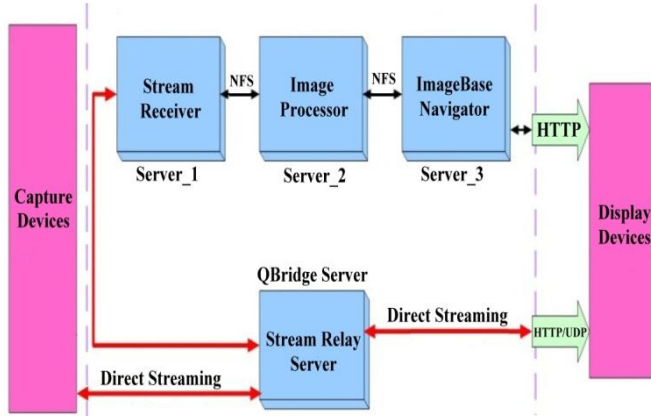 Stream
Receiver
NFS
Image
Processor
NFS
ImageBase
Navigator
HTTP
Server_1
Server_2
Server_3
Capture
Devices
Display
Devices
QBridge Server
Direct Streaming
HTTP/UDP
Stream Relay
Server
Direct Streaming